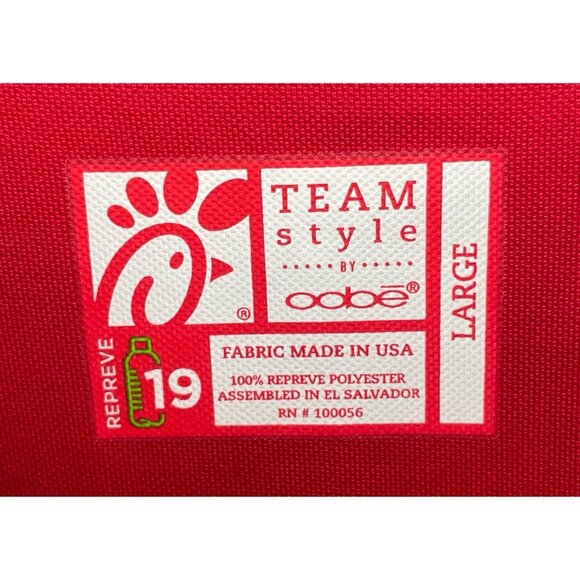 TEAM
style
BY
odbē®
®
FABRIC MADE IN USA
100% REPREVE POLYESTER
ASSEMBLED IN EL SALVADOR
RN # 100056
REPREVE
19
LARGE